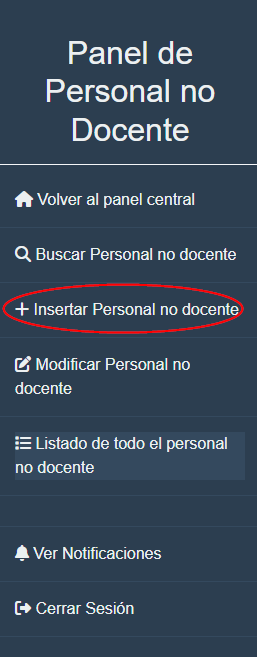 Panel de
Personal no
Docente
Volver al panel central
Buscar Personal no docente
Insertar Personal no docente
Modificar Personal no
docente
Listado de todo el personal
no docente
Ver Notificaciones
Cerrar Sesión